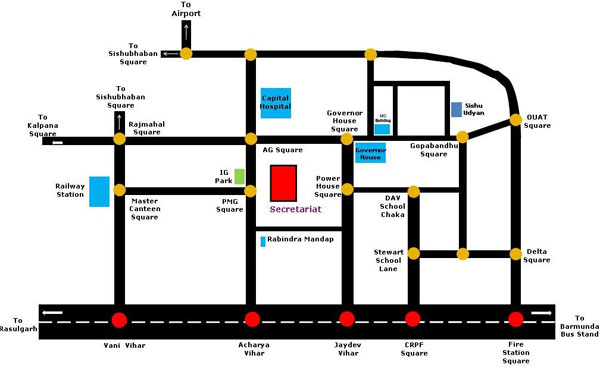 To
Airport
To
Sishubhaban
Square
To
Sishubhaban
Square
Capital
Hospital
Governor
House
Square
LIC
Building
Sishu
Udyan
OUAT
Square
To
Kalpana
Square
Rajmahal Square
AG Square
Governor
House
Gopabandhu
Square
Railway
Station
IG
Park
Power
House
Square
Master
Canteen
Square
PMG
Square
Secretariat
DAV
School
Chaka
Rabindra Mandap
Stewart
School
Lane
Delta
Square
To
Rasulgarh
To
Barmunda
Bus Stand
Vani Vihar
Acharya
Vihar
Jaydev
Vihar
CRPF
Square
Fire
Station
Square